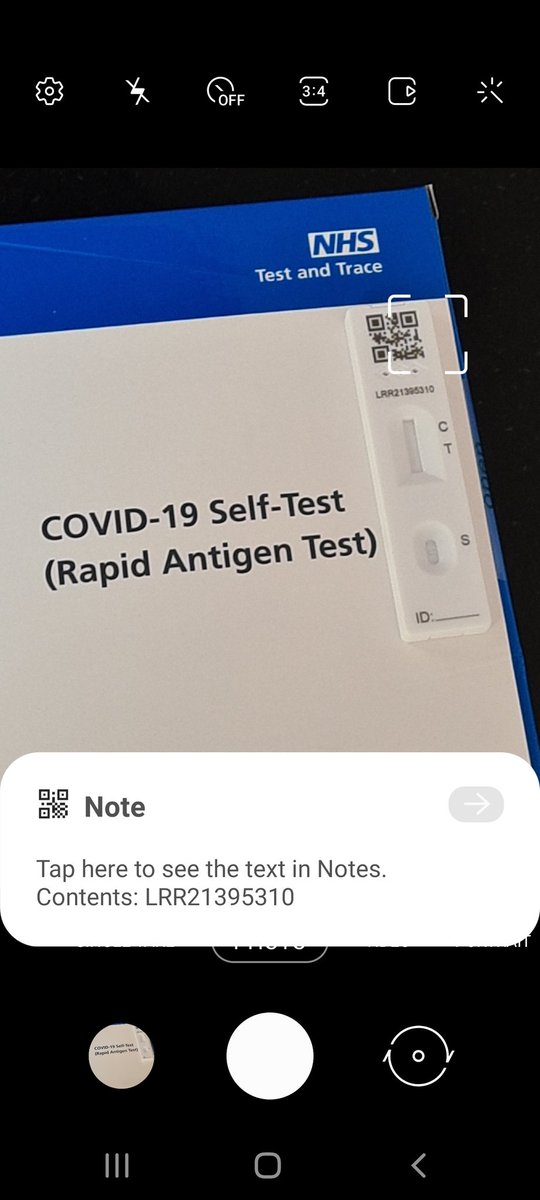 OFF
3:4
NHS
Test and Trace
LRR21395310
C
T
COVID-19 Self-Test
(Rapid Antigen Test)
S
ID:
Note
Tap here to see the text in Notes.
Contents: LRR21395310
COVID-19 Self-Test
(Rapid Antigen Test)